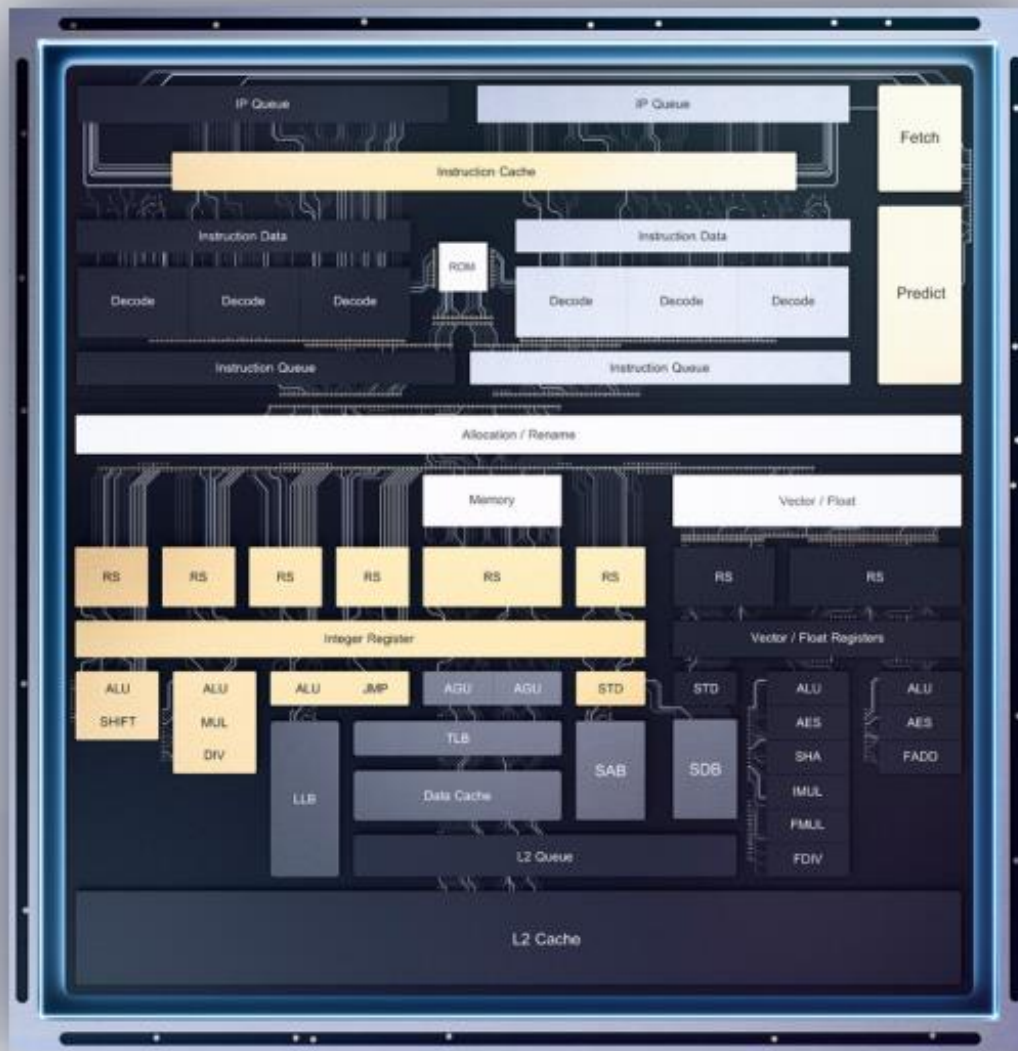 IP Queue IP Queue
Fetch
Instruction Cache
Instruction Data Instruction Data
ROM
Decode Decode Decode Decode Decode Decode
Predict
Instruction Queue Instruction Queue
Allocation / Rename
Memory Vector / Float
RS RS RS RS RS RS RS RS
Integer Register Vector / Float Registers
ALU ALU ALU JMP AGU AGU STD STD ALU ALU
SHIFT MUL AES AES
TLB
DIV SAB SDB SHA FADD
LLB Data Cache IMUL
FMUL
L2 Queue FDIV
L2 Cache